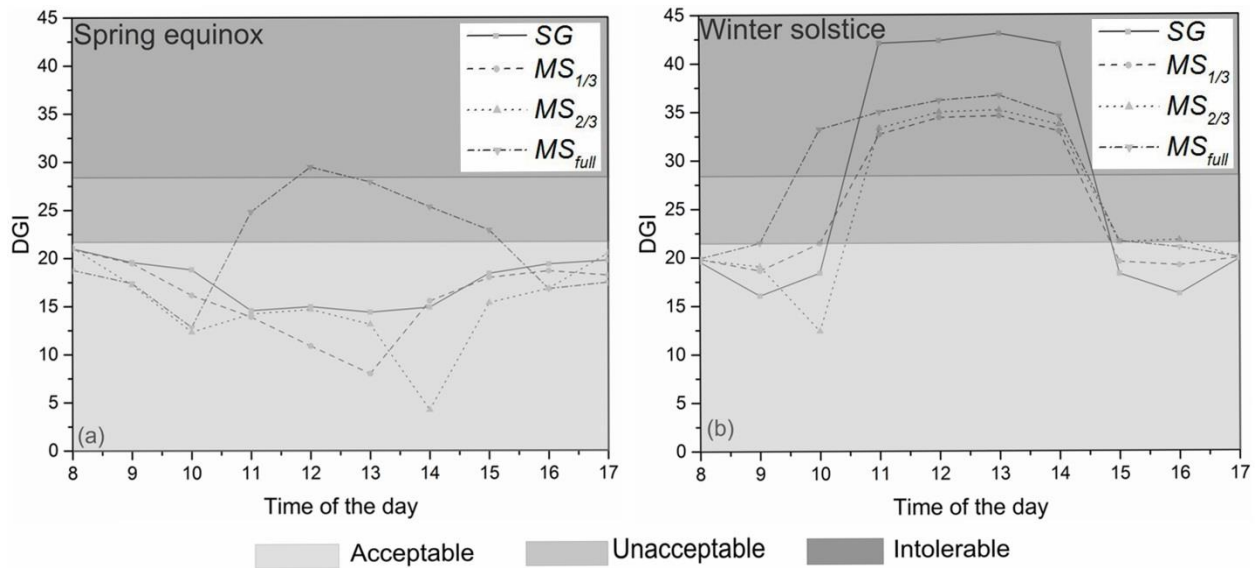 Spring equinox
SG
MS1/3
MS2/3
MSfull
45
40
35
30
25
20
15
10
5
0
DGI
(a)
8 9 10 11 12 13 14 15 16 17
Time of the day
Winter solstice
SG
MS1/3
MS2/3
MSfull
45
40
35
30
25
20
15
10
5
0
DGI
(b)
8 9 10 11 12 13 14 15 16 17
Time of the day
Acceptable Unacceptable Intolerable